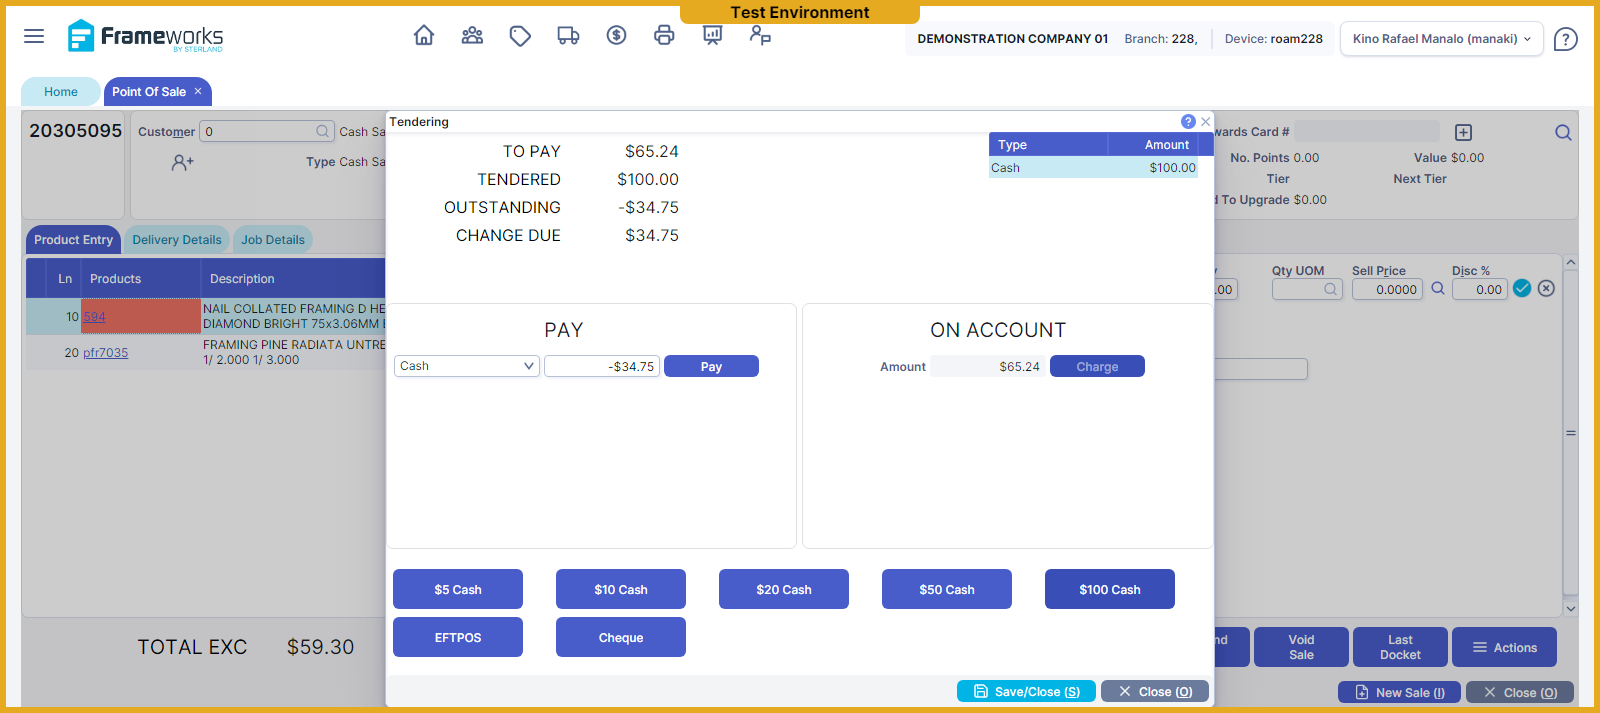 Test Environment
Frameworks
BY STERLAND
DEMONSTRATION COMPANY 01
Branch: 228,
Device: roam228
Kino Rafael Manalo (manaki)
Home
Point Of Sale
20305095
Customer
0
Cash Sa
Type Cash Sa
wards Card #
No. Points 0.00
Value $0.00
Tier
Next Tier
d To Upgrade $0.00
Product Entry
Delivery Details
Job Details
Ln
Products
Description
10
594
NAIL COLLATED FRAMING D HE
DIAMOND BRIGHT 75x3.06MM
20
pfr7035
FRAMING PINE RADIATA UNTRE
1/ 2.000 1/ 3.000
Qty UOM
Sell Price
Disc %
.00
0.0000
0.00
Tendering
TO PAY $65.24
TENDERED $100.00
OUTSTANDING -$34.75
CHANGE DUE $34.75
Type Amount
Cash $100.00
PAY
Cash
-$34.75
Pay
ON ACCOUNT
Amount
$65.24
Charge
$5 Cash
$10 Cash
$20 Cash
$50 Cash
$100 Cash
EFTPOS
Cheque
Save/Close (S)
Close (O)
TOTAL EXC $59.30
nd
Void
Sale
Last
Docket
Actions
New Sale (I)
Close (O)